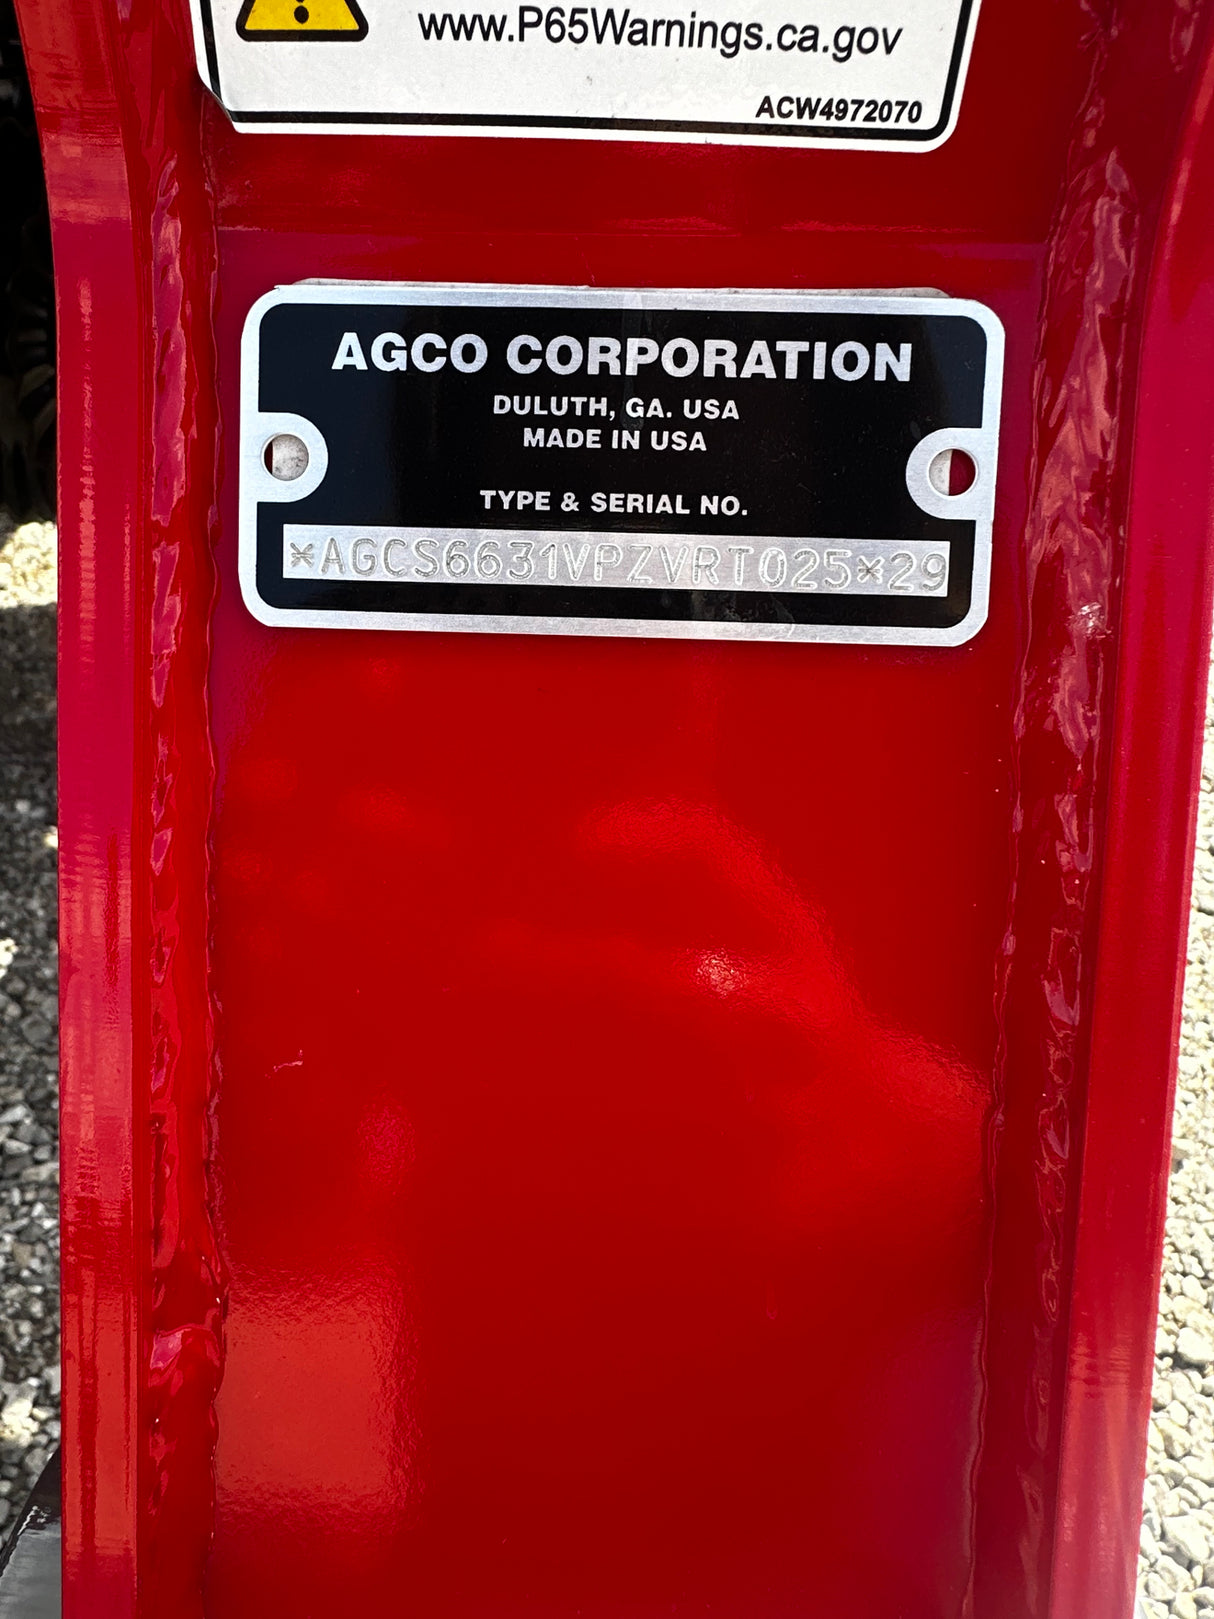 www.P65Warnings.ca.gov
ACW4972070
AGCO CORPORATION
DULUTH, GA. USA
MADE IN USA
TYPE & SERIAL NO.
*AGCS6631VPZVRT025*29